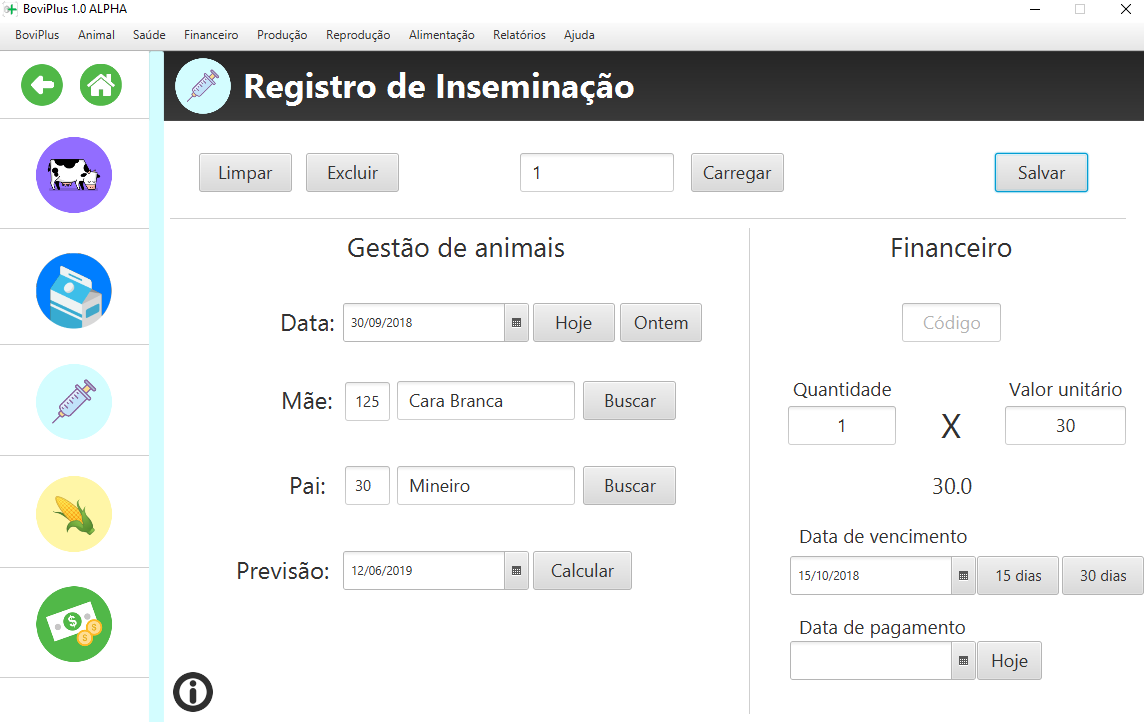 BoviPlus 1.0 ALPHA
BoviPlus Animal Saúde Financeiro Produção Reprodução Alimentação Relatórios Ajuda
Registro de Inseminação
Limpar Excluir 1 Carregar Salvar
Gestão de animais
Data: 30/09/2018 Hoje Ontem
Mãe: 125 Cara Branca Buscar
Pai: 30 Mineiro Buscar
Previsão: 12/06/2019 Calcular
Financeiro
Código
Quantidade Valor unitário
1 X 30
30.0
Data de vencimento
15/10/2018 15 dias 30 dias
Data de pagamento
Hoje